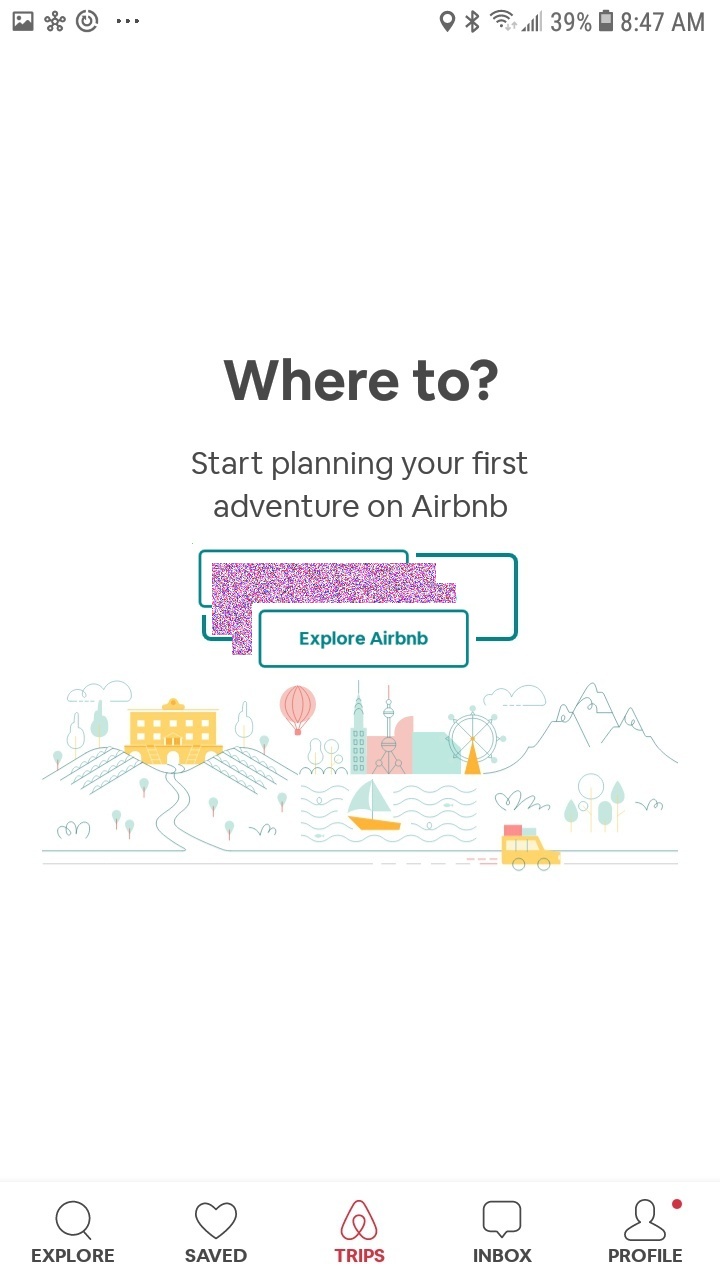 39% 8:47 AM
Where to?
Start planning your first
adventure on Airbnb
Explore Airbnb
EXPLORE SAVED TRIPS INBOX PROFILE